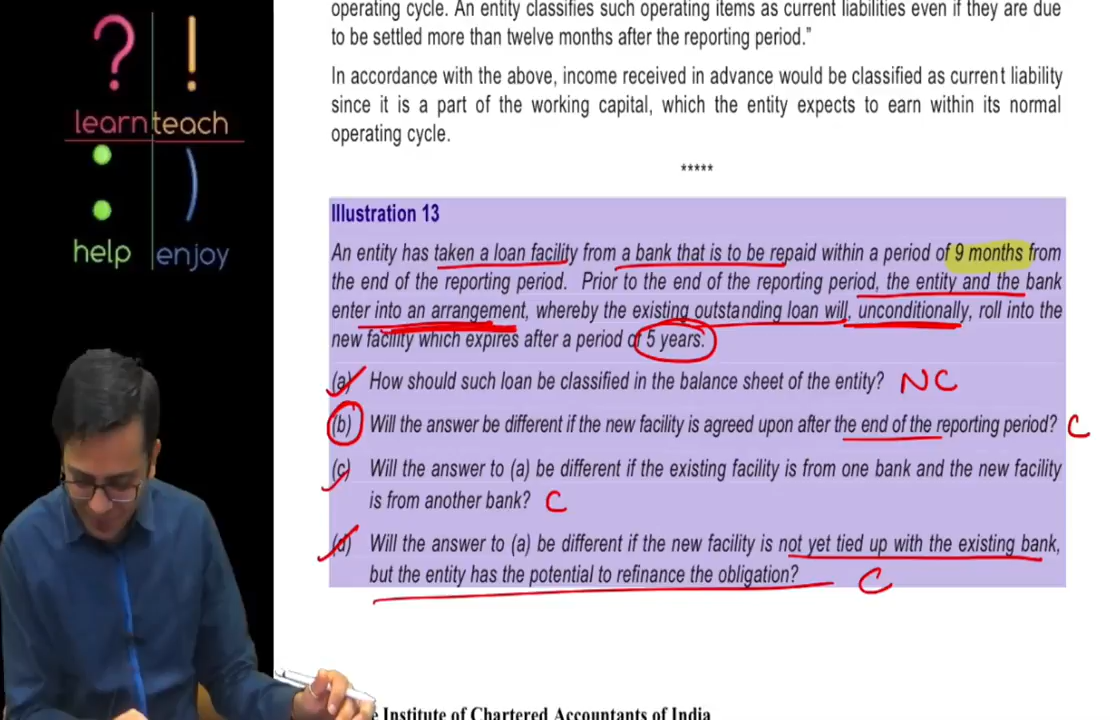 ? !
learn teach
help enjoy
operating cycle. An entity classifies such operating items as current liabilities even if they are due
to be settled more than twelve months after the reporting period.”
In accordance with the above, income received in advance would be classified as current liability
since it is a part of the working capital, which the entity expects to earn within its normal
operating cycle.
*****
Illustration 13
An entity has taken a loan facility from a bank that is to be repaid within a period of 9 months from
the end of the reporting period. Prior to the end of the reporting period, the entity and the bank
enter into an arrangement, whereby the existing outstanding loan will, unconditionally, roll into the
new facility which expires after a period of 5 years.
(a) How should such loan be classified in the balance sheet of the entity? NC
(b) Will the answer be different if the new facility is agreed upon after the end of the reporting period? C
(c) Will the answer to (a) be different if the existing facility is from one bank and the new facility
is from another bank? C
(d) Will the answer to (a) be different if the new facility is not yet tied up with the existing bank,
but the entity has the potential to refinance the obligation? C
e Institute of Chartered Accountants of India